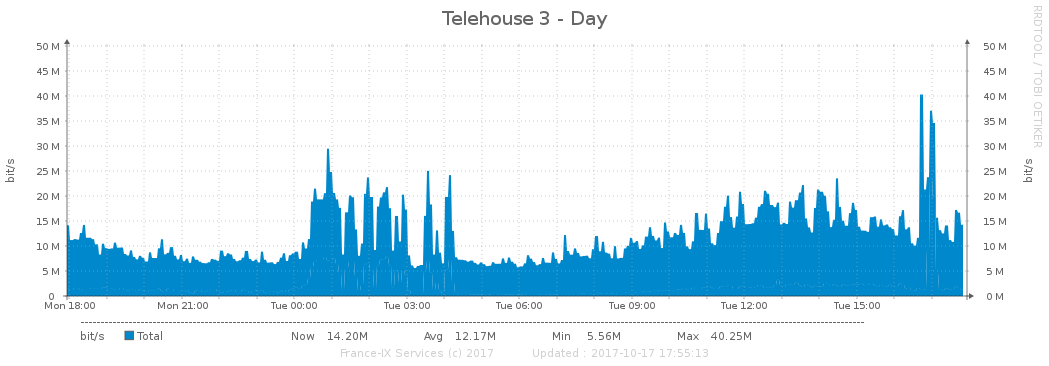 Telehouse 3 - Day
RRDTOOL / TOBI OETIKER
50 M 50 M
45 M 45 M
40 M 40 M
35 M 35 M
30 M 30 M
25 M 25 M
20 M 20 M
15 M 15 M
10 M 10 M
5 M 5 M
0 0 M
bit/s bit/s
Mon 18:00 Mon 21:00 Tue 00:00 Tue 03:00 Tue 06:00 Tue 09:00 Tue 12:00 Tue 15:00
bit/s Total Now 14.20M Avg 12.17M Min 5.56M Max 40.25M
France-IX Services (c) 2017 Updated : 2017-10-17 17:55:13